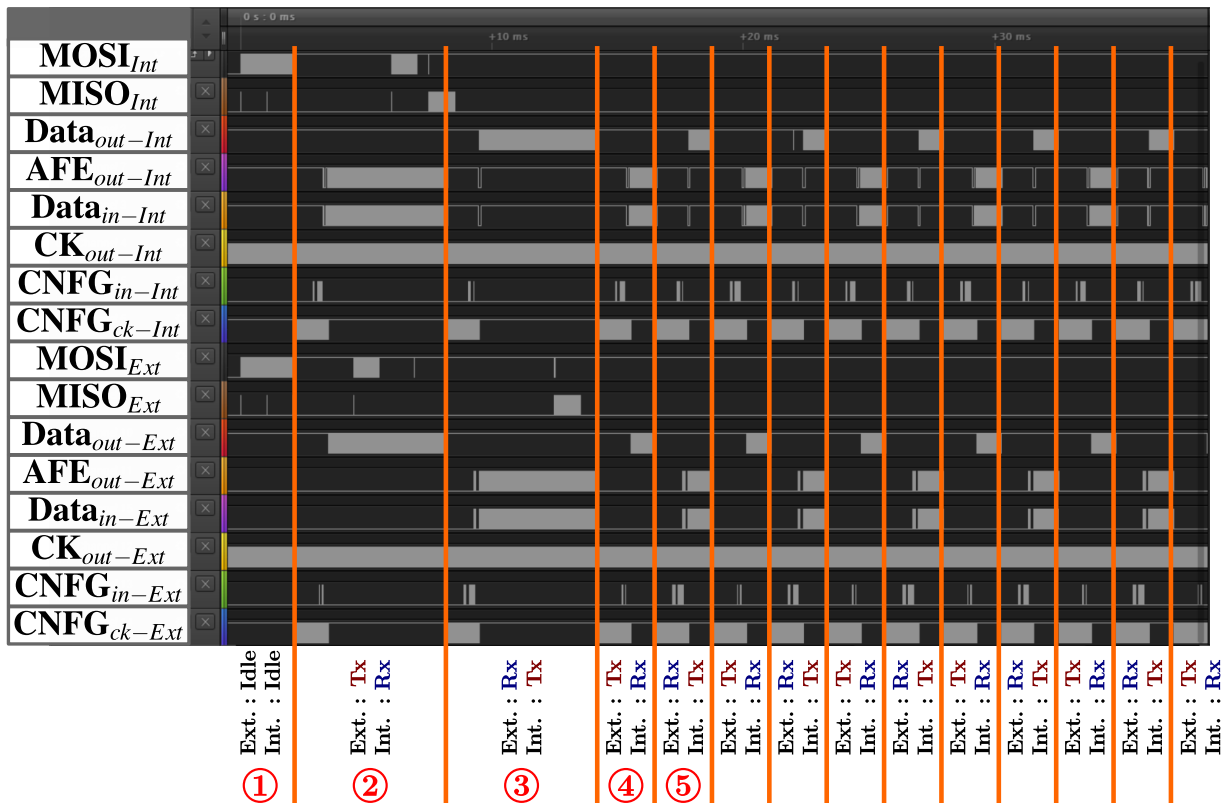 0 s : 0 ms
+10 ms +20 ms +30 ms
MOSI_Int
MISO_Int
Data_out−Int
AFE_out−Int
Data_in−Int
CK_out−Int
CNFG_in−Int
CNFG_ck−Int
MOSI_Ext
MISO_Ext
Data_out−Ext
AFE_out−Ext
Data_in−Ext
CK_out−Ext
CNFG_in−Ext
CNFG_ck−Ext
Ext. : Idle
Int. : Idle
Ext. : Tx
Int. : Rx
Ext. : Rx
Int. : Tx
Ext. : Tx
Int. : Rx
Ext. : Rx
Int. : Tx
Ext. : Tx
Int. : Rx
Ext. : Rx
Int. : Tx
Ext. : Tx
Int. : Rx
Ext. : Rx
Int. : Tx
Ext. : Tx
Int. : Rx
Ext. : Rx
Int. : Tx
Ext. : Tx
Int. : Rx
Ext. : Rx
Int. : Tx
Ext. : Tx
Int. : Rx
① ② ③ ④ ⑤